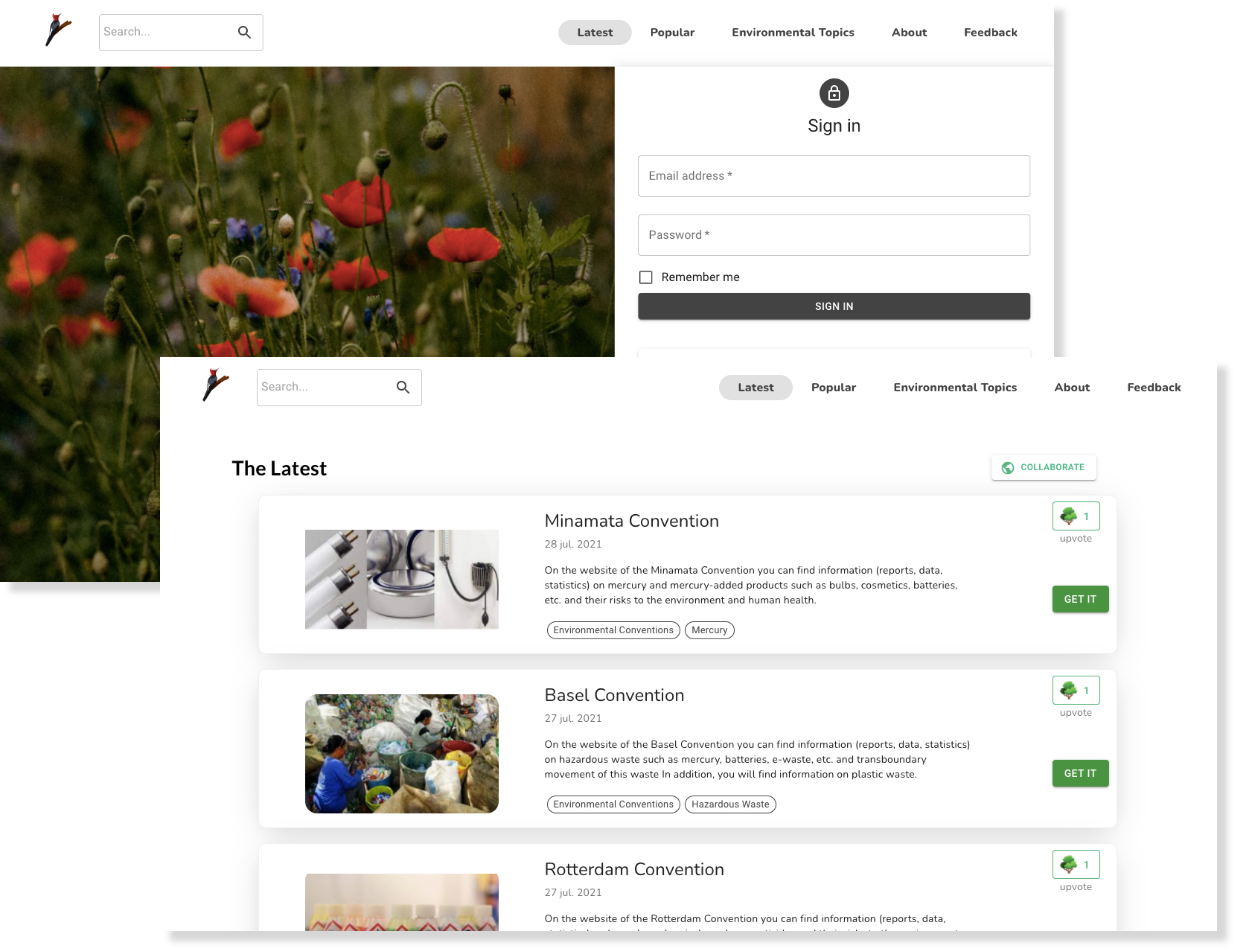 Search...
Latest
Popular
Environmental Topics
About
Feedback
Sign in
Email address *
Password *
Remember me
SIGN IN
Search...
Latest
Popular
Environmental Topics
About
Feedback
The Latest
COLLABORATE
Minamata Convention
28 jul. 2021
On the website of the Minamata Convention you can find information (reports, data,
statistics) on mercury and mercury-added products such as bulbs, cosmetics, batteries,
etc. and their risks to the environment and human health.
Environmental Conventions
Mercury
1
upvote
GET IT
Basel Convention
27 jul. 2021
On the website of the Basel Convention you can find information (reports, data, statistics)
on hazardous waste such as mercury, batteries, e-waste, etc. and transboundary
movement of this waste In addition, you will find information on plastic waste.
Environmental Conventions
Hazardous Waste
1
upvote
GET IT
Rotterdam Convention
27 jul. 2021
On the website of the Rotterdam Convention you can find information (reports, data,
1
upvote